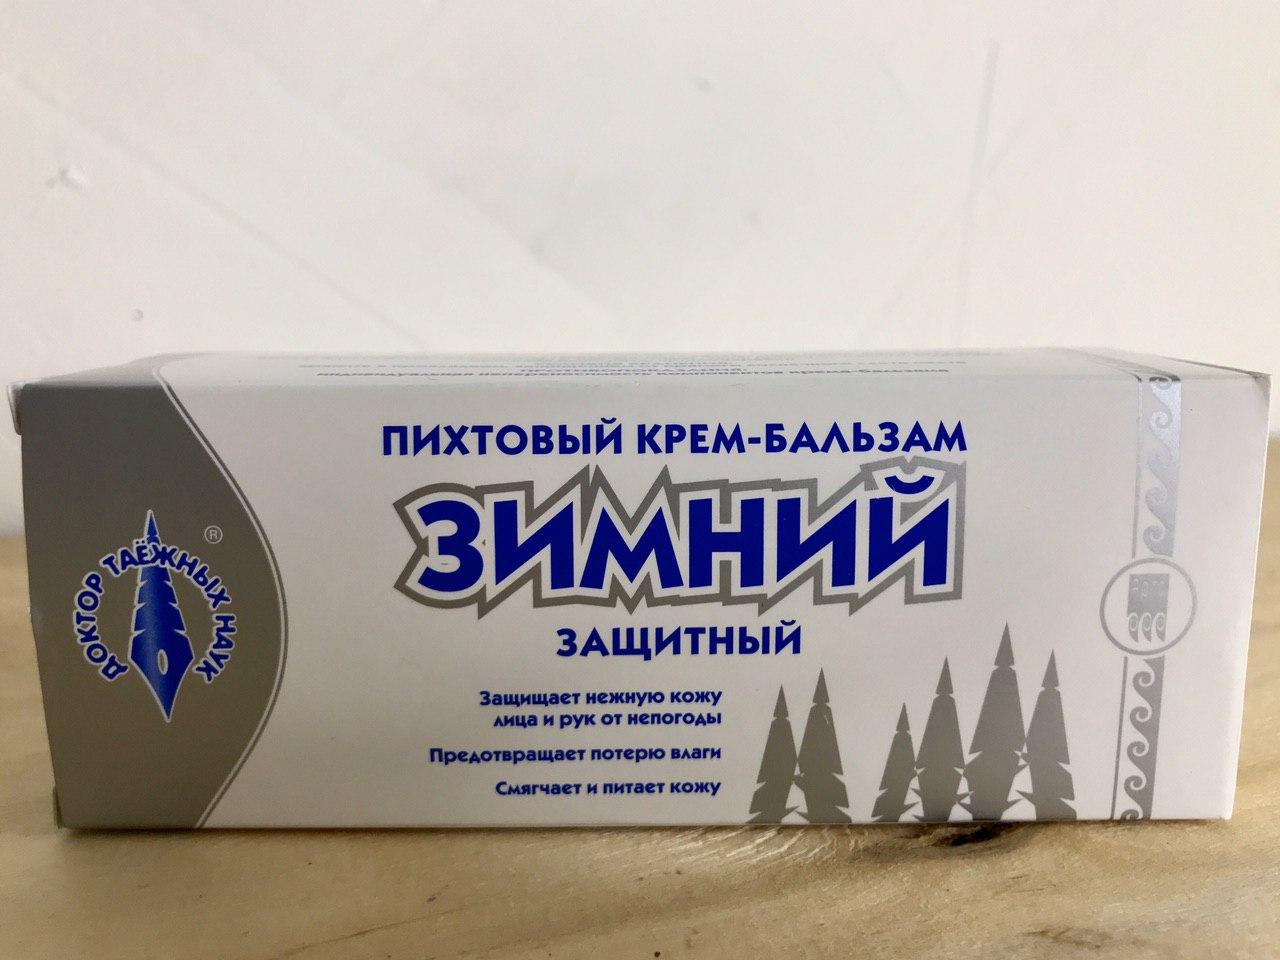 ПИХТОВЫЙ КРЕМ-БАЛЬЗАМ
ЗИМНИЙ
ЗАЩИТНЫЙ
Защищает нежную кожу
лица и рук от непогоды
Предотвращает потерю влаги
Смягчает и питает кожу
ДОКТОР ТАЁЖНЫХ НАУК
®